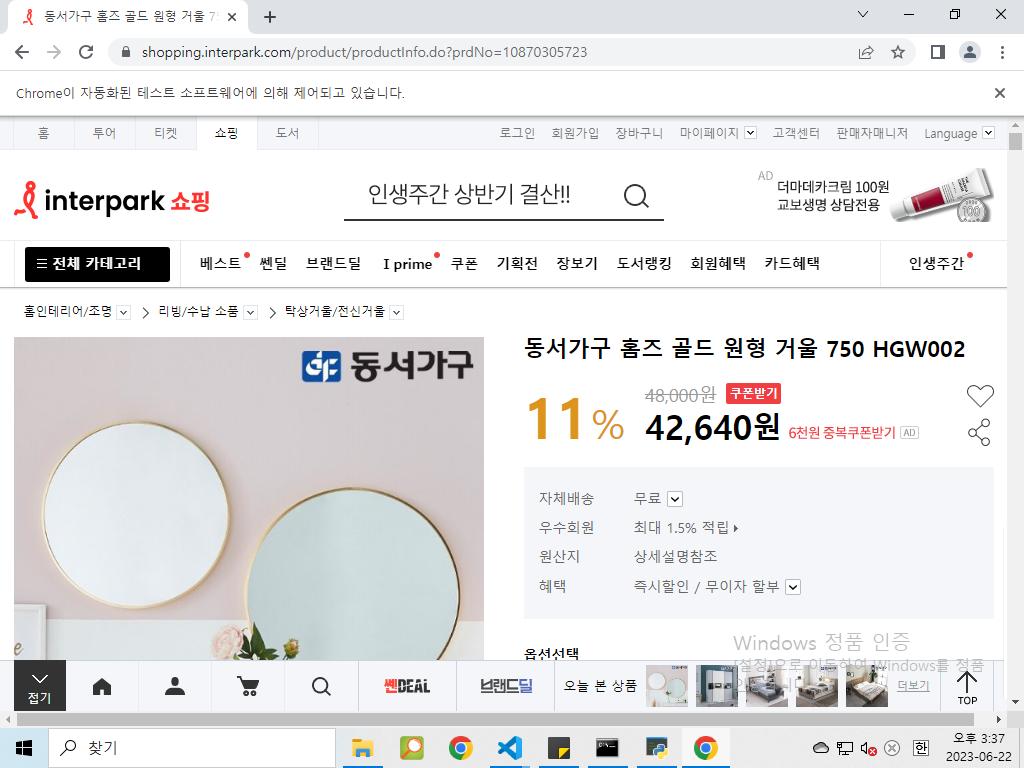 동서가구 홈즈 골드 원형 거울 7
shopping.interpark.com/product/productInfo.do?prdNo=10870305723
Chrome이 자동화된 테스트 소프트웨어에 의해 제어되고 있습니다.
홈 투어 티켓 쇼핑 도서 로그인 회원가입 장바구니 마이페이지 고객센터 판매자매니저 Language
interpark 쇼핑
인생주간 상반기 결산!!
AD 더마데카크림 100원
교보생명 상담전용
100
전체 카테고리 베스트 쎈딜 브랜드딜 I prime 쿠폰 기획전 장보기 도서랭킹 회원혜택 카드혜택 인생주간
홈인테리어/조명 리빙/수납 소품 탁상거울/전신거울
동서가구
동서가구 홈즈 골드 원형 거울 750 HGW002
11% 48,000원 쿠폰받기
42,640원 6천원 중복쿠폰받기 AD
자체배송 무료
우수회원 최대 1.5% 적립
원산지 상세설명참조
혜택 즉시할인 / 무이자 할부
옵션선택
Windows 정품 인증
[설정]으로 이동하여 Windows를 정품
접기
쎈DEAL 브랜드딜 오늘 본 상품 더보기 TOP
찾기
한
오후 3:37
2023-06-22